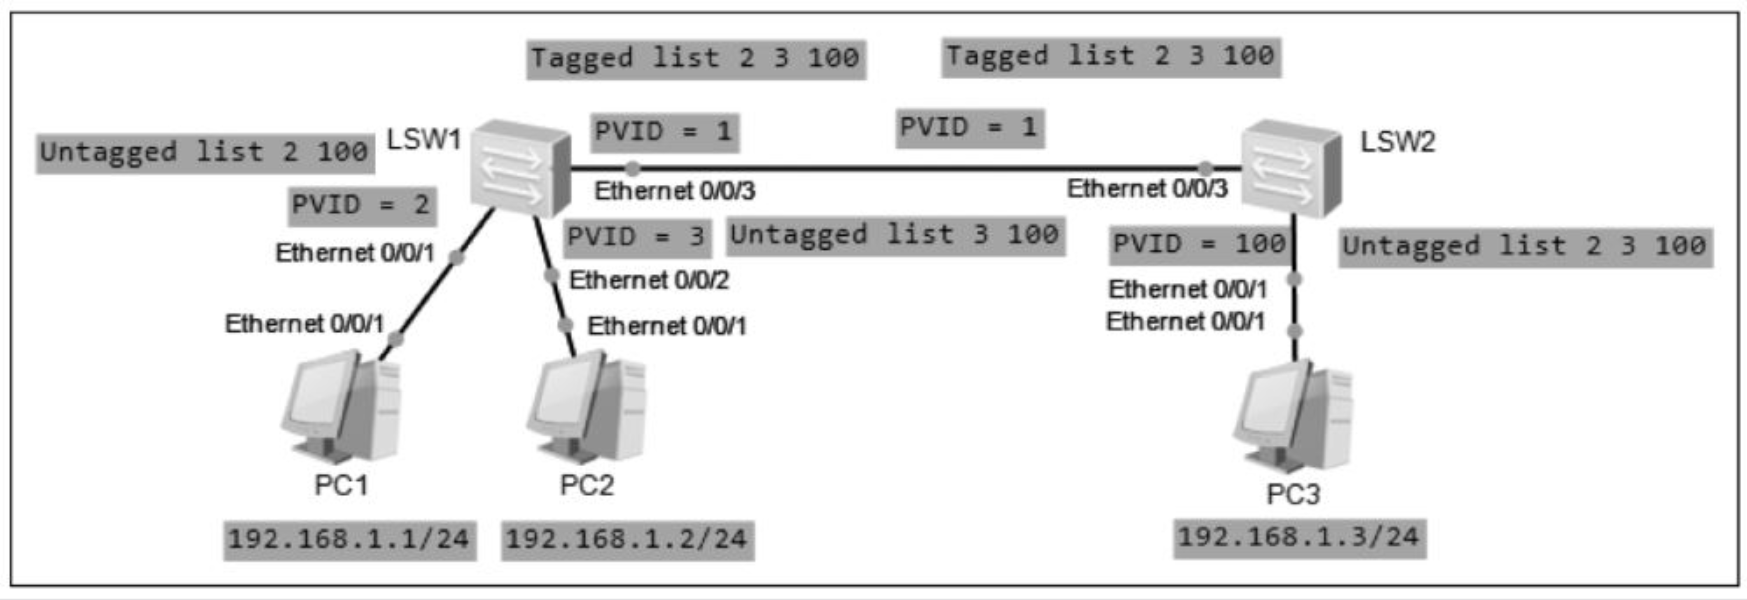 Tagged list 2 3 100
Tagged list 2 3 100
Untagged list 2 100
LSW1
PVID = 1
PVID = 1
LSW2
PVID = 2
Ethernet 0/0/3
Ethernet 0/0/3
Ethernet 0/0/1
PVID = 3
Untagged list 3 100
PVID = 100
Untagged list 2 3 100
Ethernet 0/0/2
Ethernet 0/0/1
Ethernet 0/0/1
Ethernet 0/0/1
Ethernet 0/0/1
PC1
PC2
PC3
192.168.1.1/24
192.168.1.2/24
192.168.1.3/24